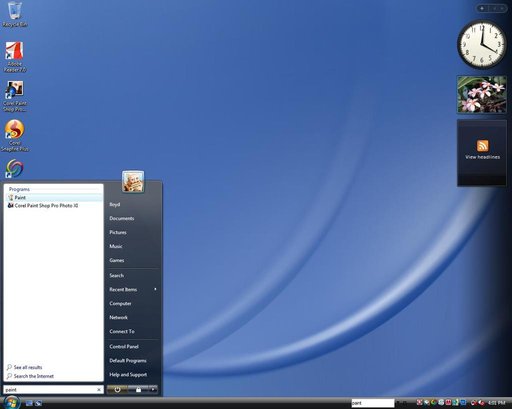 Recycle Bin
Adobe
Reader 7.0
Corel Paint
Shop Pro...
Corel
Snapfire Plus
View headlines
Programs
Paint
Corel Paint Shop Pro Photo XI
See all results
Search the Internet
paint
lloyd
Documents
Pictures
Music
Games
Search
Recent Items
Computer
Network
Connect To
Control Panel
Default Programs
Help and Support
paint
4:01 PM